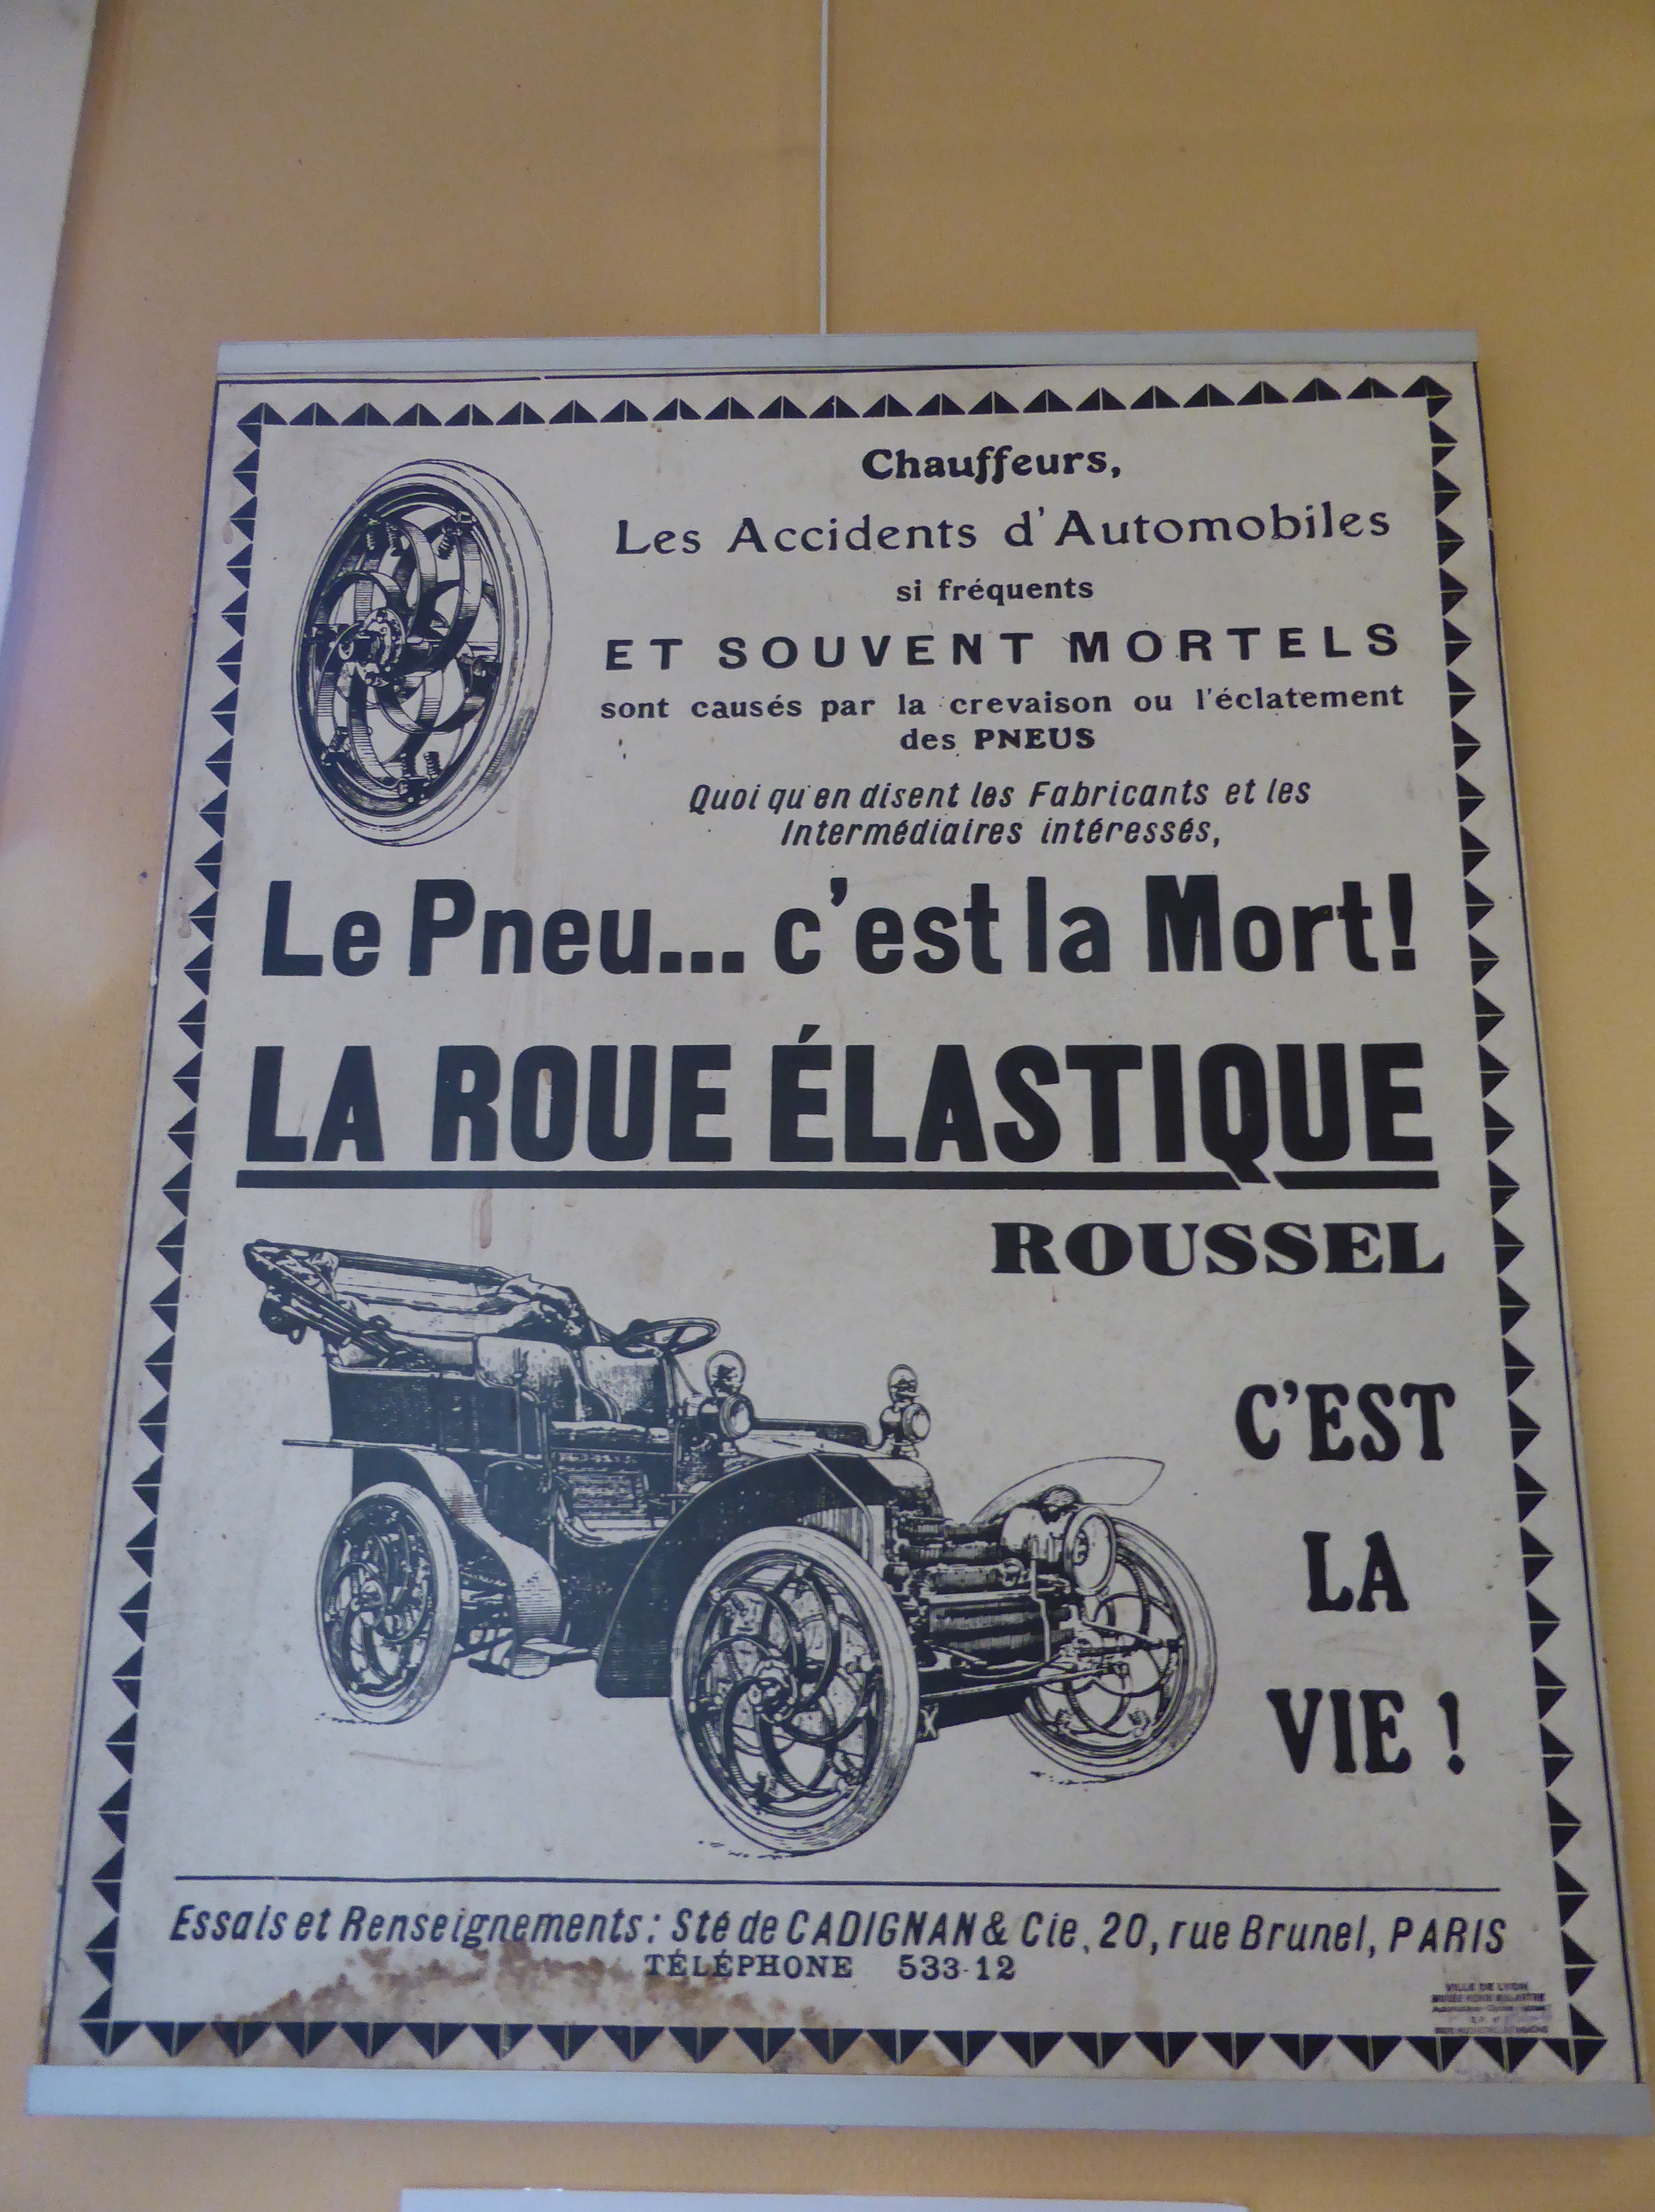 Chauffeurs,
Les Accidents d'Automobiles
si fréquents
ET SOUVENT MORTELS
sont causés par la crevaison ou l'éclatement
des PNEUS
Quoi qu'en disent les Fabricants et les
Intermédiaires intéressés,
Le Pneu... c'est la Mort!
LA ROUE ÉLASTIQUE
ROUSSEL
C'EST
LA
VIE !
Essais et Renseignements: Sté de CADIGNAN & Cie, 20, rue Brunel, PARIS
TÉLÉPHONE 533-12
VILLE DE LYON
MUSÉE HENRI MALARTRE